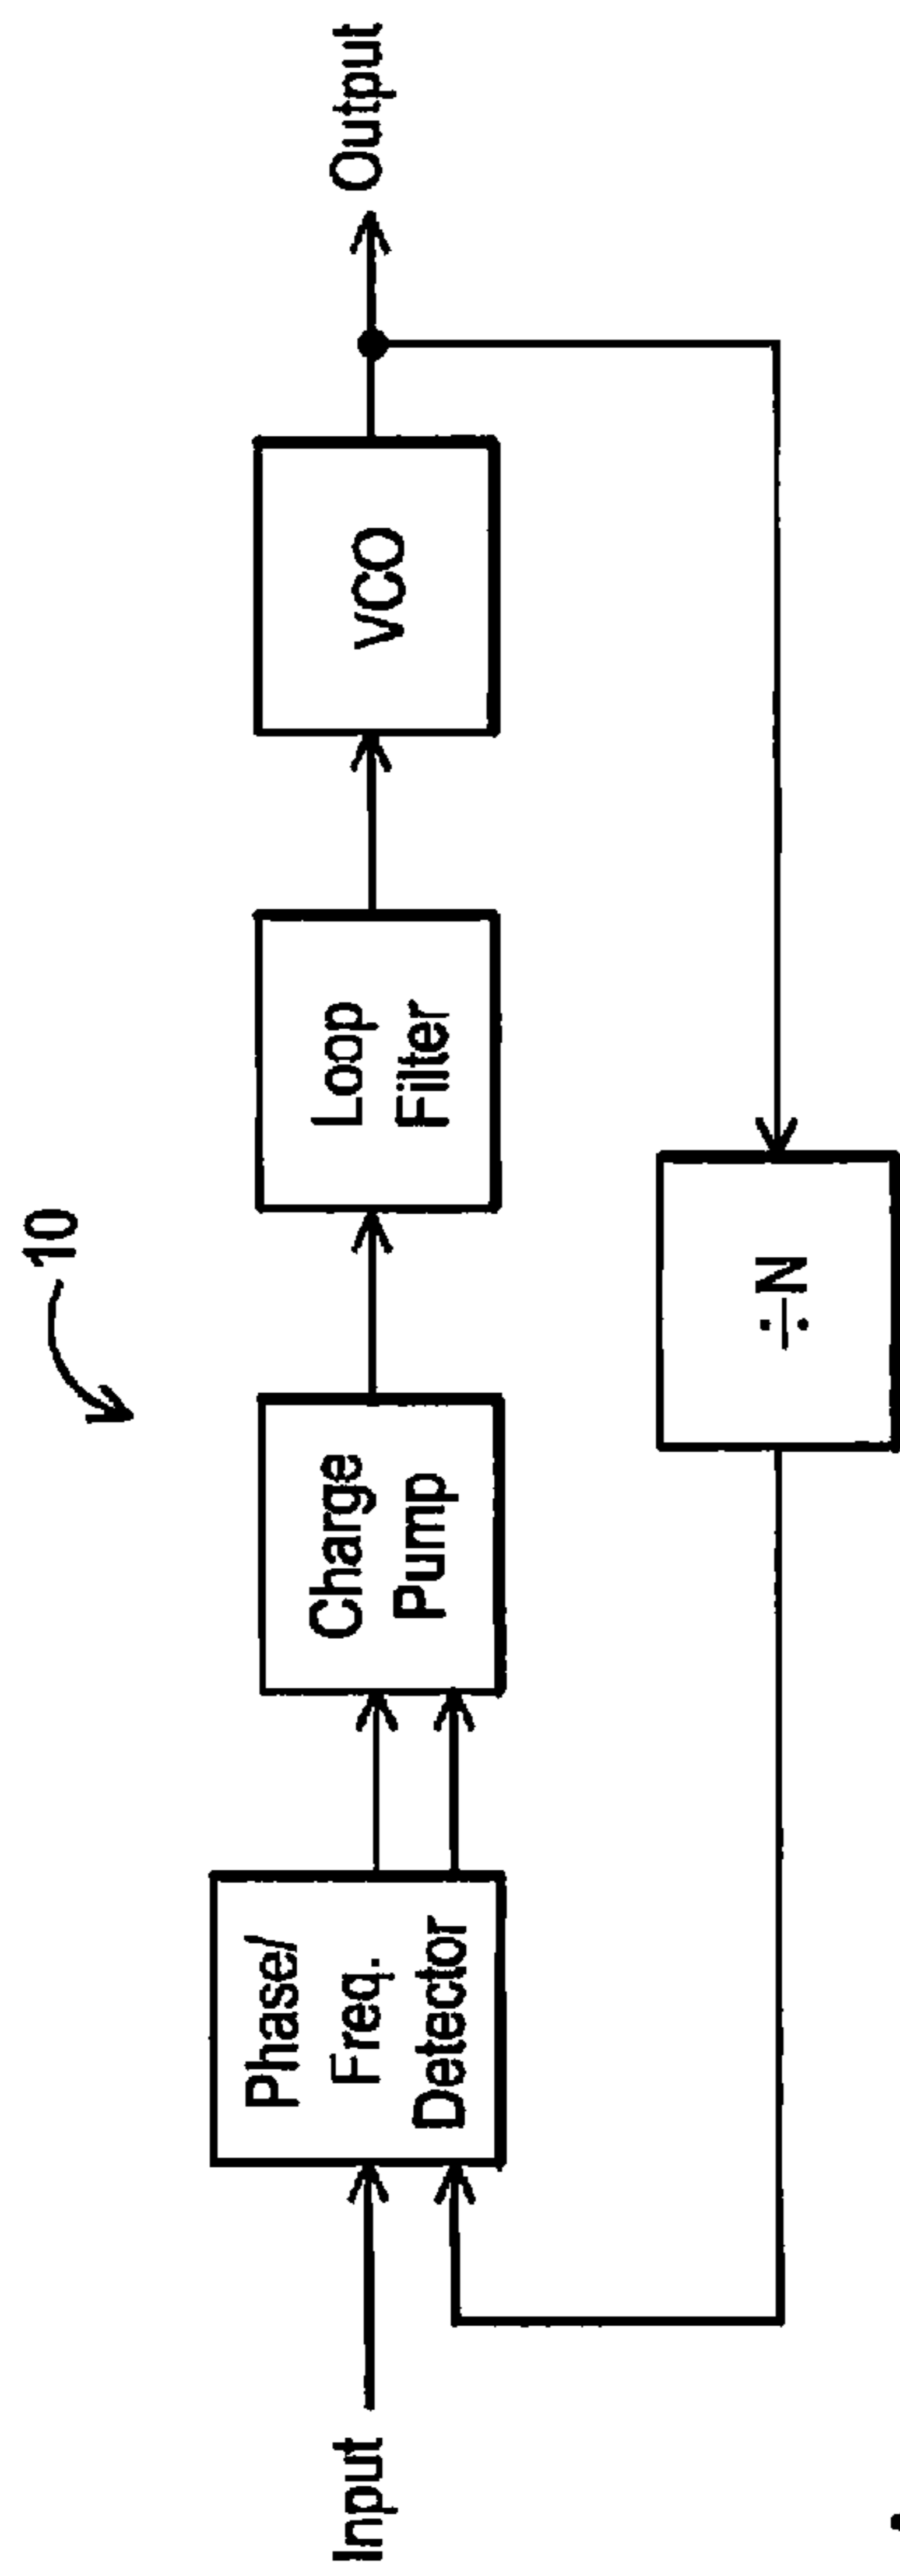 10
Input
Phase/
Freq.
Detector
Charge
Pump
Loop
Filter
VCO
Output
÷N